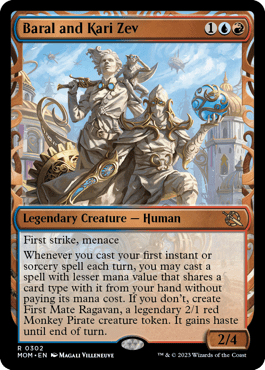 Baral and Kari Zev 1
Legendary Creature — Human
First strike, menace
Whenever you cast your first instant or
sorcery spell each turn, you may cast a
spell with lesser mana value that shares a
card type with it from your hand without
paying its mana cost. If you don't, create
First Mate Ragavan, a legendary 2/1 red
Monkey Pirate creature token. It gains haste
until end of turn.
2/4
R 0302
MOM • EN MAGALI VILLENEUVE
™ & © 2023 Wizards of the Coast